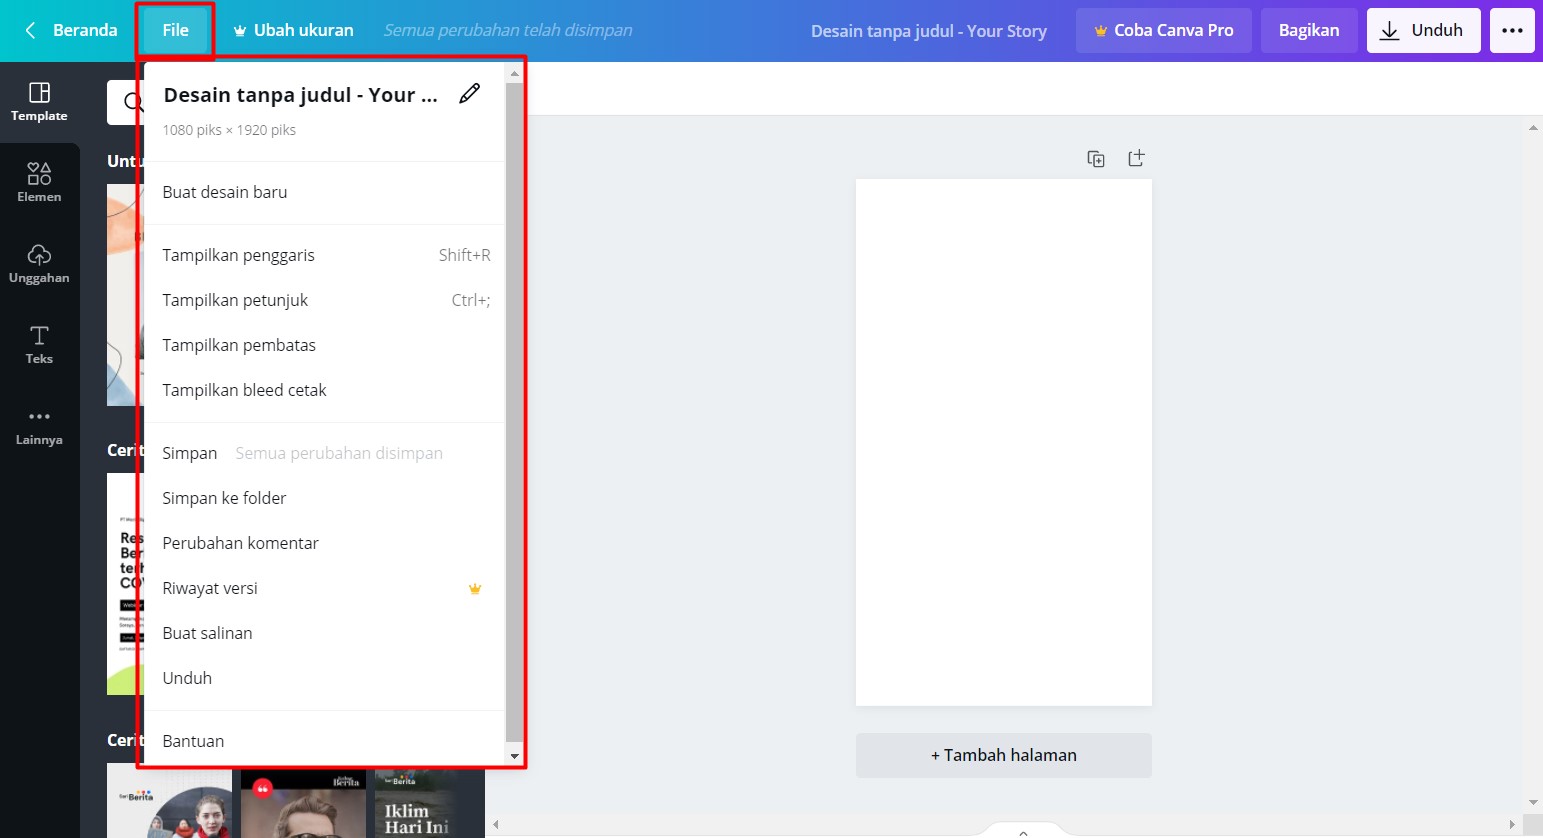 Beranda
File
Ubah ukuran
Semua perubahan telah disimpan
Desain tanpa judul - Your Story
Coba Canva Pro
Bagikan
Unduh
Template
Elemen
Unggahan
Teks
Lainnya
Desain tanpa judul - Your ...
1080 piks × 1920 piks
Buat desain baru
Tampilkan penggaris Shift+R
Tampilkan petunjuk Ctrl+;
Tampilkan pembatas
Tampilkan bleed cetak
Simpan Semua perubahan disimpan
Simpan ke folder
Perubahan komentar
Riwayat versi
Buat salinan
Unduh
Bantuan
Berita
Berita
Berita
Iklim
Hari Ini
+ Tambah halaman